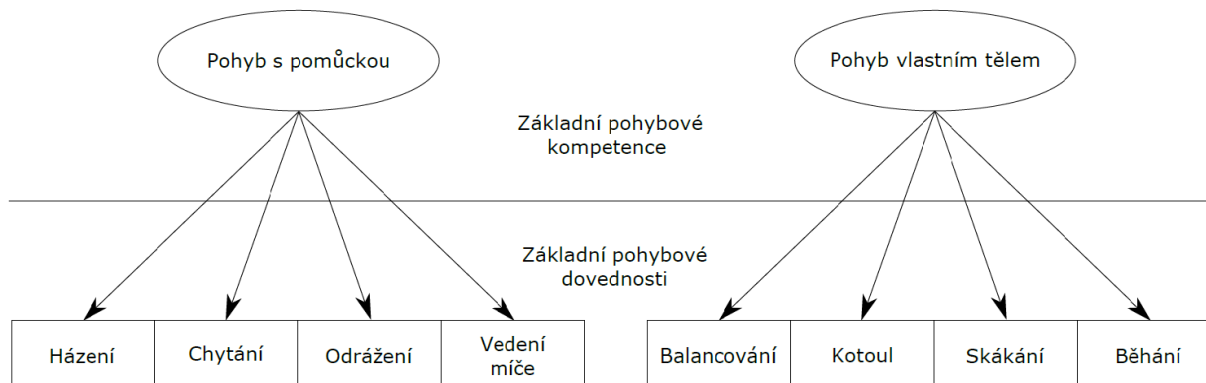 Pohyb s pomůckou
Pohyb vlastním tělem
Základní pohybové
kompetence
Základní pohybové
dovednosti
Házení
Chytání
Odrážení
Vedení
míče
Balancování
Kotoul
Skákání
Běhání